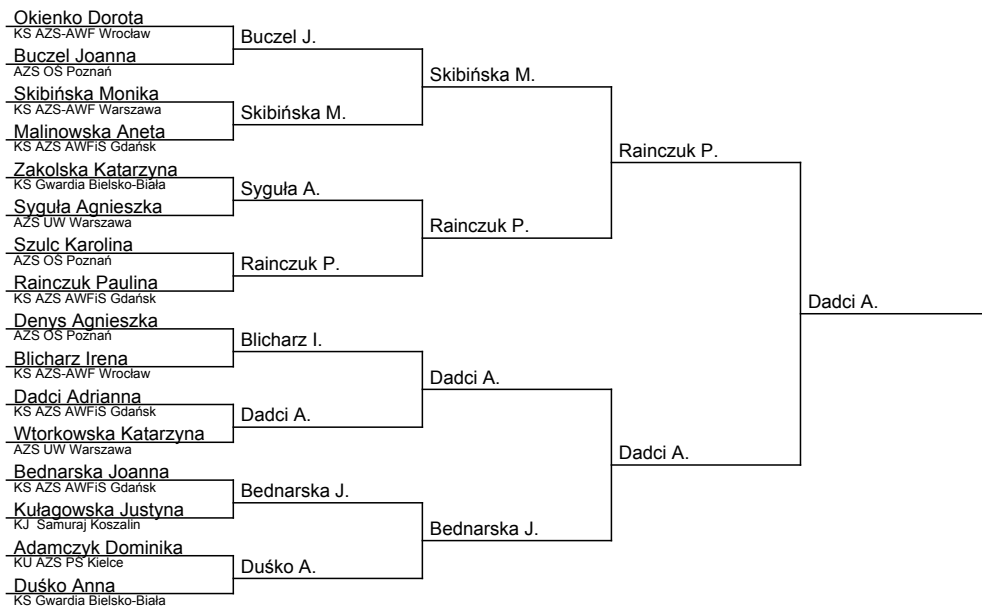 Okienko Dorota
KS AZS-AWF Wrocław
Buczel Joanna
AZS OŚ Poznań
Skibińska Monika
KS AZS-AWF Warszawa
Malinowska Aneta
KS AZS AWFiS Gdańsk
Zakolska Katarzyna
KS Gwardia Bielsko-Biała
Syguła Agnieszka
AZS UW Warszawa
Szulc Karolina
AZS OŚ Poznań
Rainczuk Paulina
KS AZS AWFiS Gdańsk
Denys Agnieszka
AZS OŚ Poznań
Blicharz Irena
KS AZS-AWF Wrocław
Dadci Adrianna
KS AZS AWFiS Gdańsk
Wtorkowska Katarzyna
AZS UW Warszawa
Bednarska Joanna
KS AZS AWFiS Gdańsk
Kułagowska Justyna
KJ Samuraj Koszalin
Adamczyk Dominika
KU AZS PŚ Kielce
Duśko Anna
KS Gwardia Bielsko-Biała
Buczel J.
Skibińska M.
Syguła A.
Rainczuk P.
Blicharz I.
Dadci A.
Bednarska J.
Duśko A.
Skibińska M.
Rainczuk P.
Dadci A.
Bednarska J.
Rainczuk P.
Dadci A.
Dadci A.